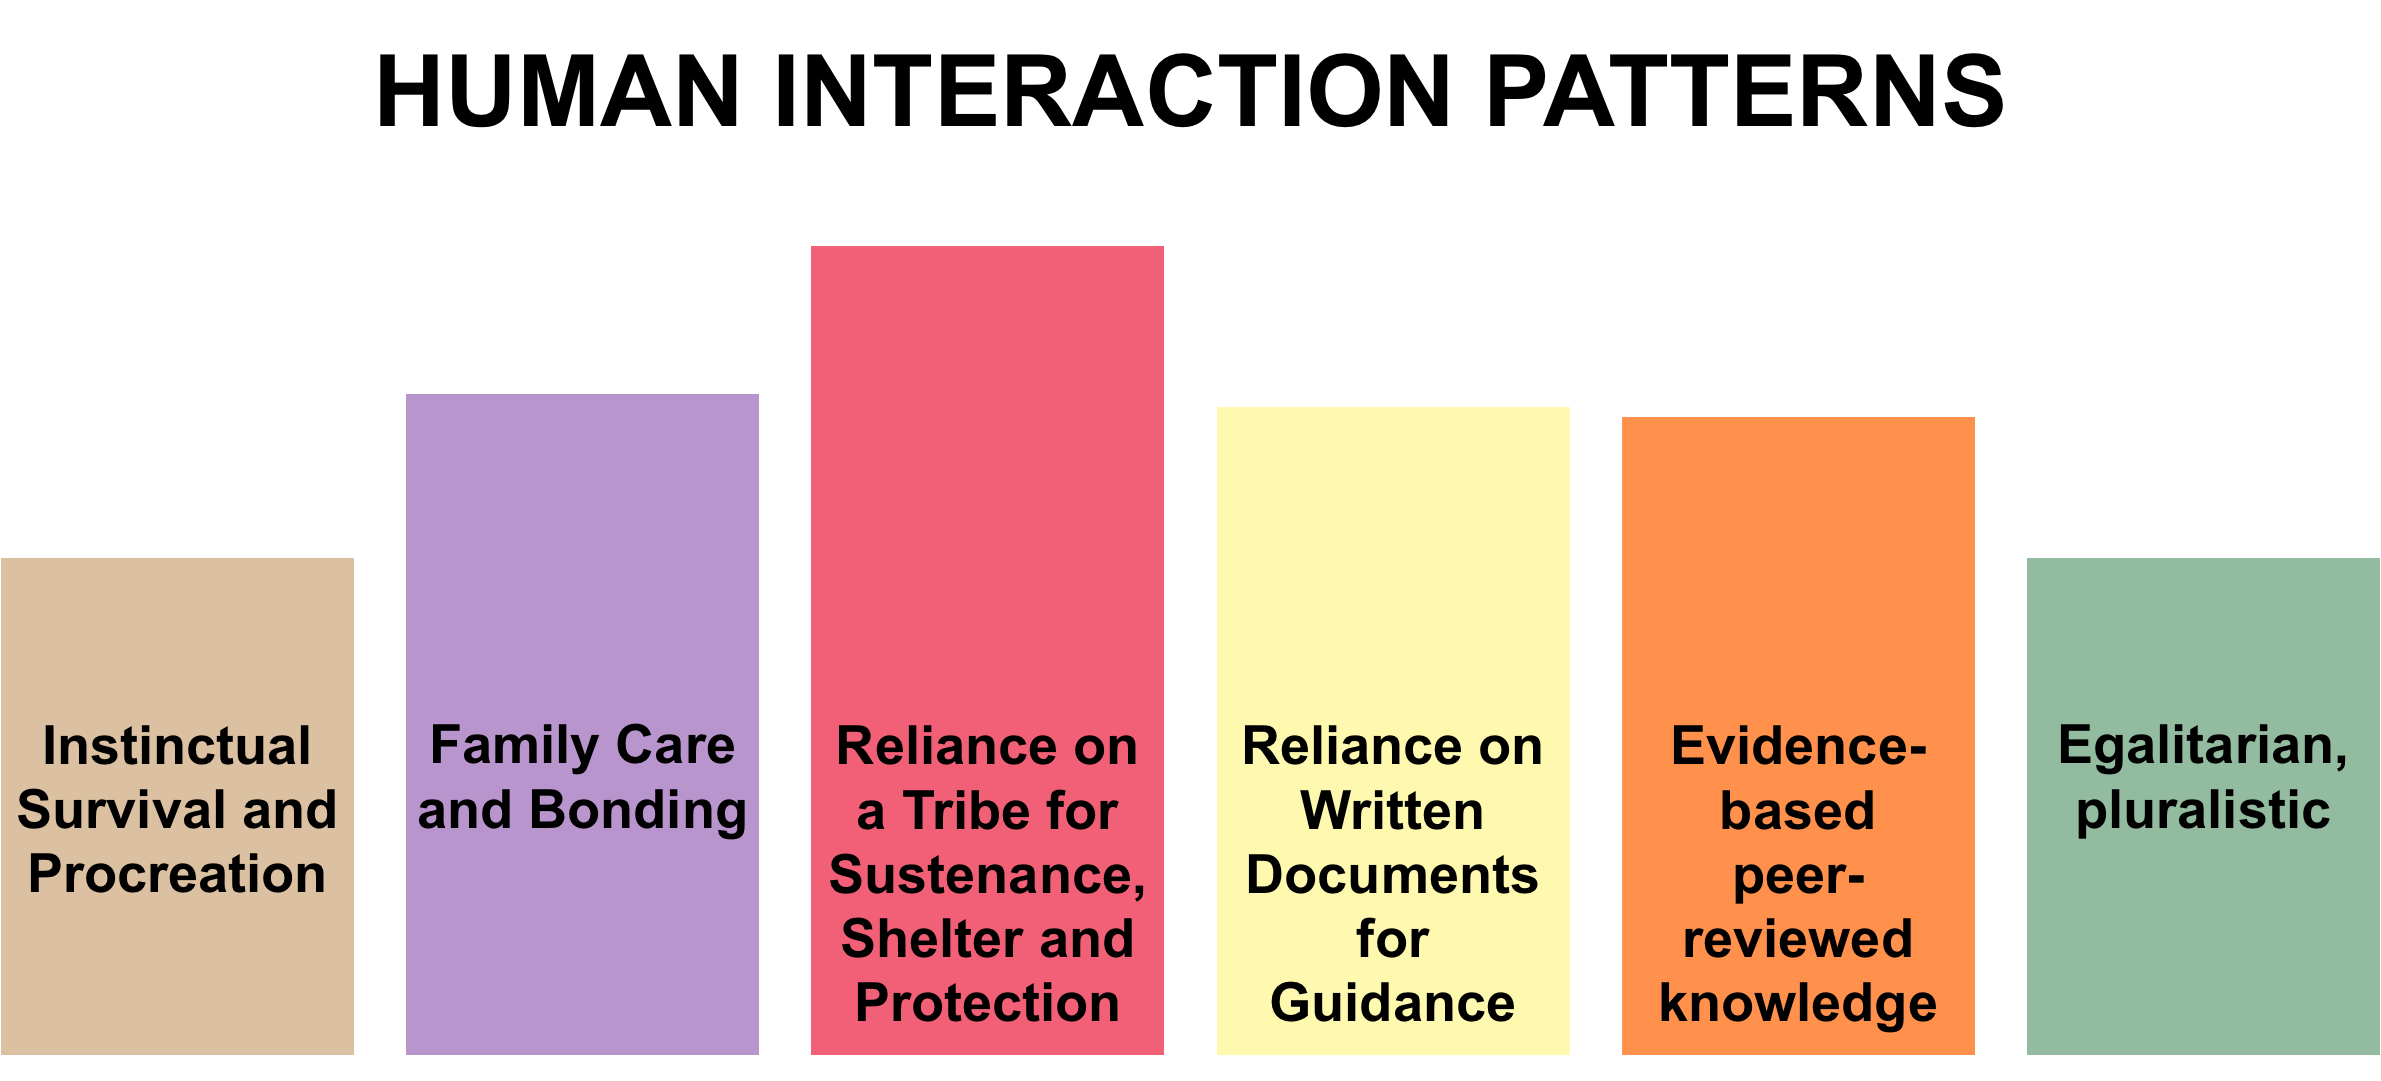 HUMAN INTERACTION PATTERNS
Instinctual
Survival and
Procreation
Family Care
and Bonding
Reliance on
a Tribe for
Sustenance,
Shelter and
Protection
Reliance on
Written
Documents
for
Guidance
Evidence-
based
peer-
reviewed
knowledge
Egalitarian,
pluralistic